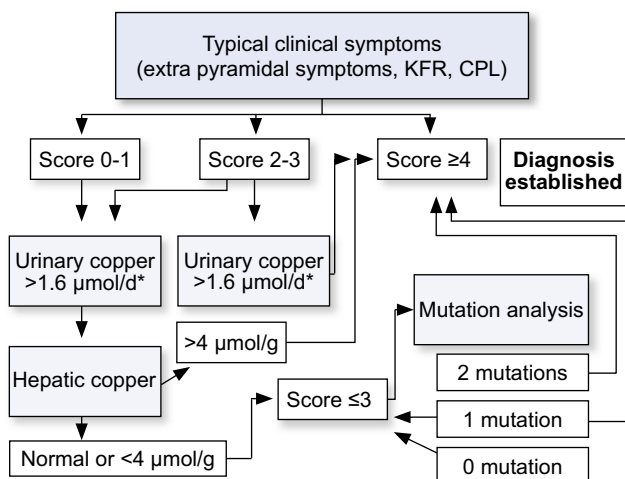 Typical clinical symptoms
(extra pyramidal symptoms, KFR, CPL)
Score 0-1
Score 2-3
Score ≥4
Diagnosis
established
Urinary copper
>1.6 µmol/d*
Urinary copper
>1.6 µmol/d*
Mutation analysis
>4 µmol/g
Hepatic copper
2 mutations
Score ≤3
1 mutation
Normal or <4 µmol/g
0 mutation